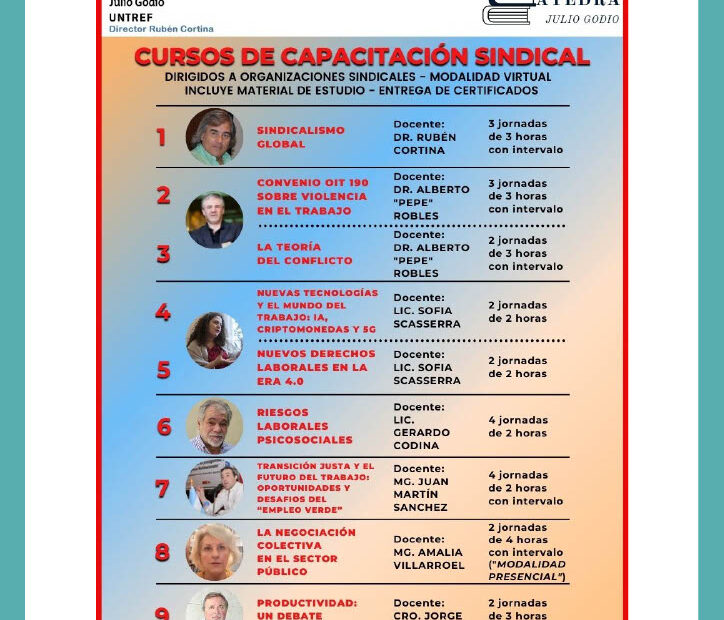 Julio Godio
UNTREF
Director Rubén Cortina
CÁTEDRA
JULIO GODIO
CURSOS DE CAPACITACIÓN SINDICAL
DIRIGIDOS A ORGANIZACIONES SINDICALES - MODALIDAD VIRTUAL
INCLUYE MATERIAL DE ESTUDIO - ENTREGA DE CERTIFICADOS
1
SINDICALISMO
GLOBAL
Docente:
DR. RUBÉN
CORTINA
3 jornadas
de 3 horas
con intervalo
2
CONVENIO OIT 190
SOBRE VIOLENCIA
EN EL TRABAJO
Docente:
DR. ALBERTO
"PEPE"
ROBLES
3 jornadas
de 3 horas
con intervalo
3
LA TEORÍA
DEL CONFLICTO
Docente:
DR. ALBERTO
"PEPE"
ROBLES
2 jornadas
de 3 horas
con intervalo
4
NUEVAS TECNOLOGÍAS
Y EL MUNDO DEL
TRABAJO: IA,
CRIPTOMONEDAS Y 5G
Docente:
LIC. SOFIA
SCASSERRA
2 jornadas
de 2 horas
5
NUEVOS DERECHOS
LABORALES EN LA
ERA 4.0
Docente:
LIC. SOFIA
SCASSERRA
2 jornadas
de 2 horas
6
RIESGOS
LABORALES
PSICOSOCIALES
Docente:
LIC.
GERARDO
CODINA
4 jornadas
de 2 horas
7
TRANSICIÓN JUSTA Y EL
FUTURO DEL TRABAJO:
OPORTUNIDADES Y
DESAFIOS DEL
"EMPLEO VERDE"
Docente:
MG. JUAN
MARTÍN
SANCHEZ
4 jornadas
de 2 horas
con intervalo
8
LA NEGOCIACIÓN
COLECTIVA
EN EL SECTOR
PÚBLICO
Docente:
MG. AMALIA
VILLARROEL
2 jornadas
de 4 horas
con intervalo
("MODALIDAD
PRESENCIAL")
9
PRODUCTIVIDAD:
UN DEBATE
Docente:
CRO. JORGE
2 jornadas
de 3 horas